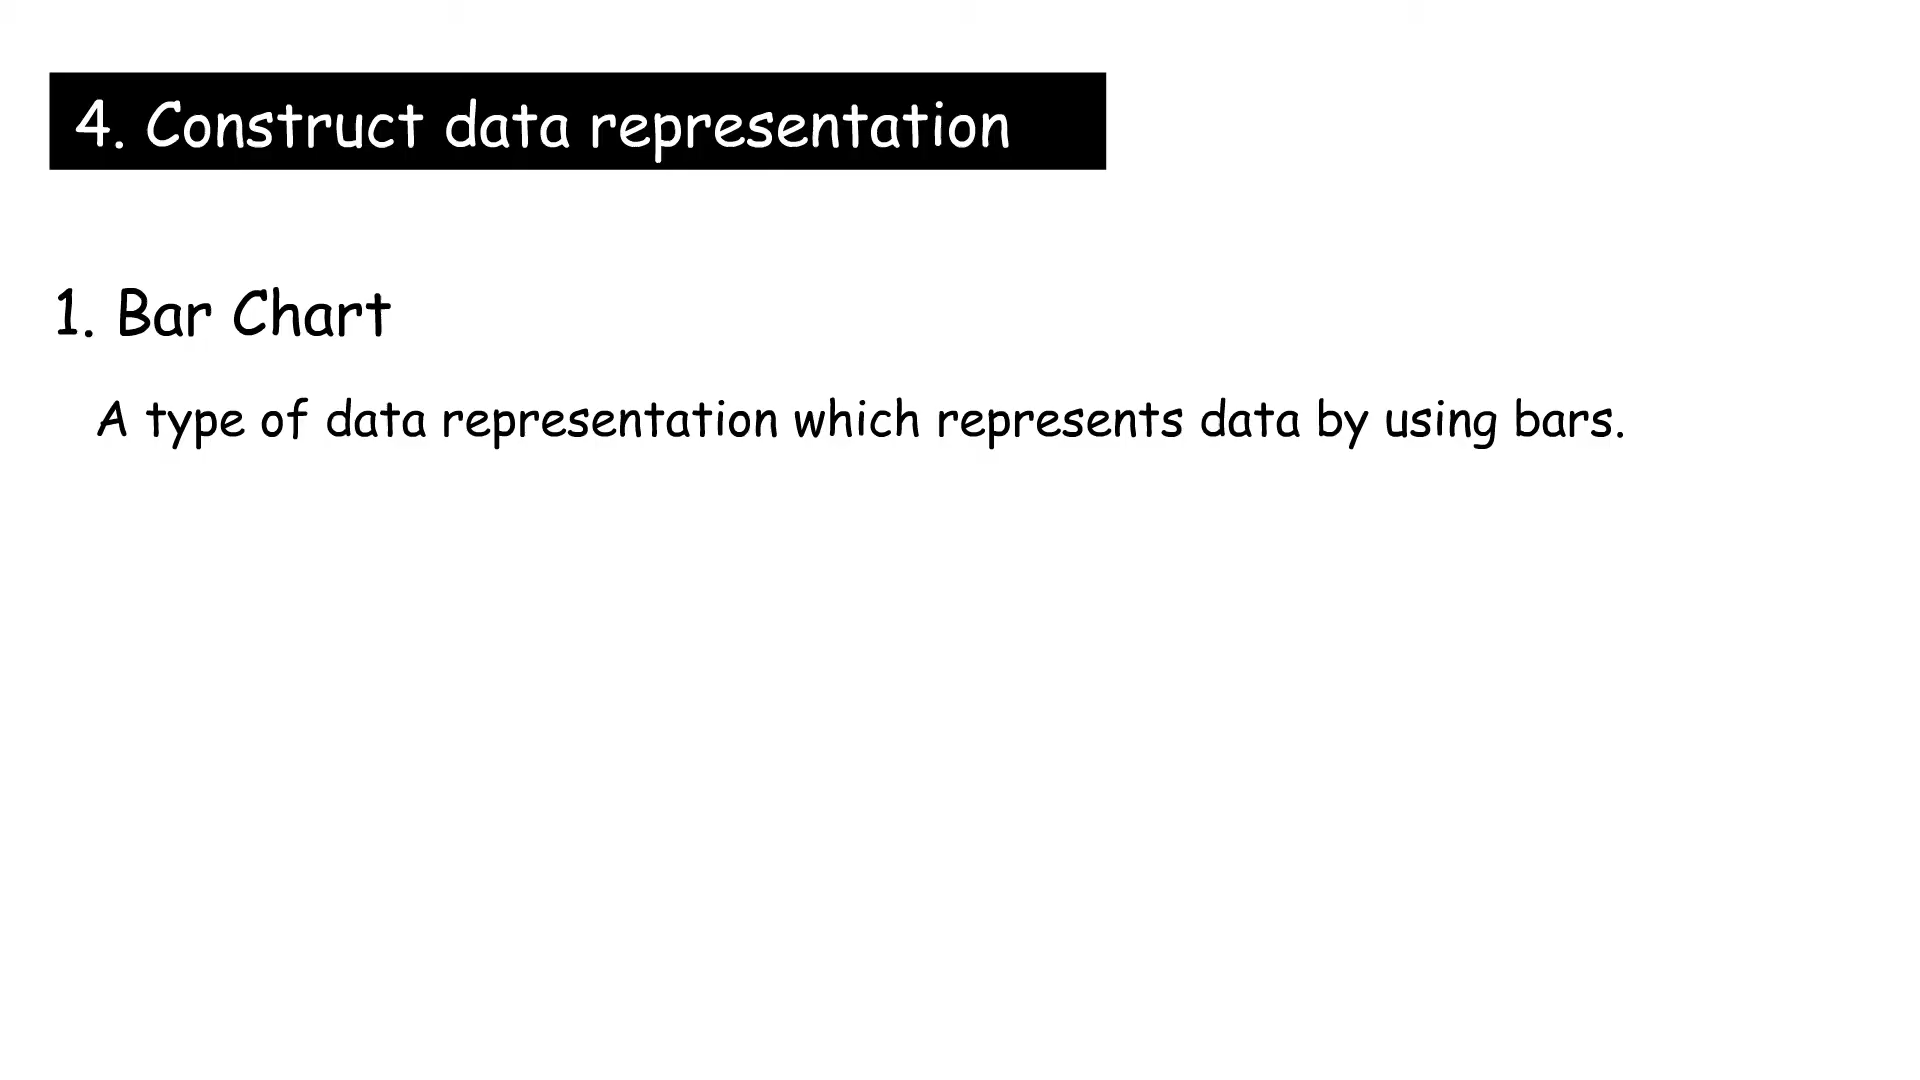 4. Construct data representation
1. Bar Chart
A type of data representation which represents data by using bars.